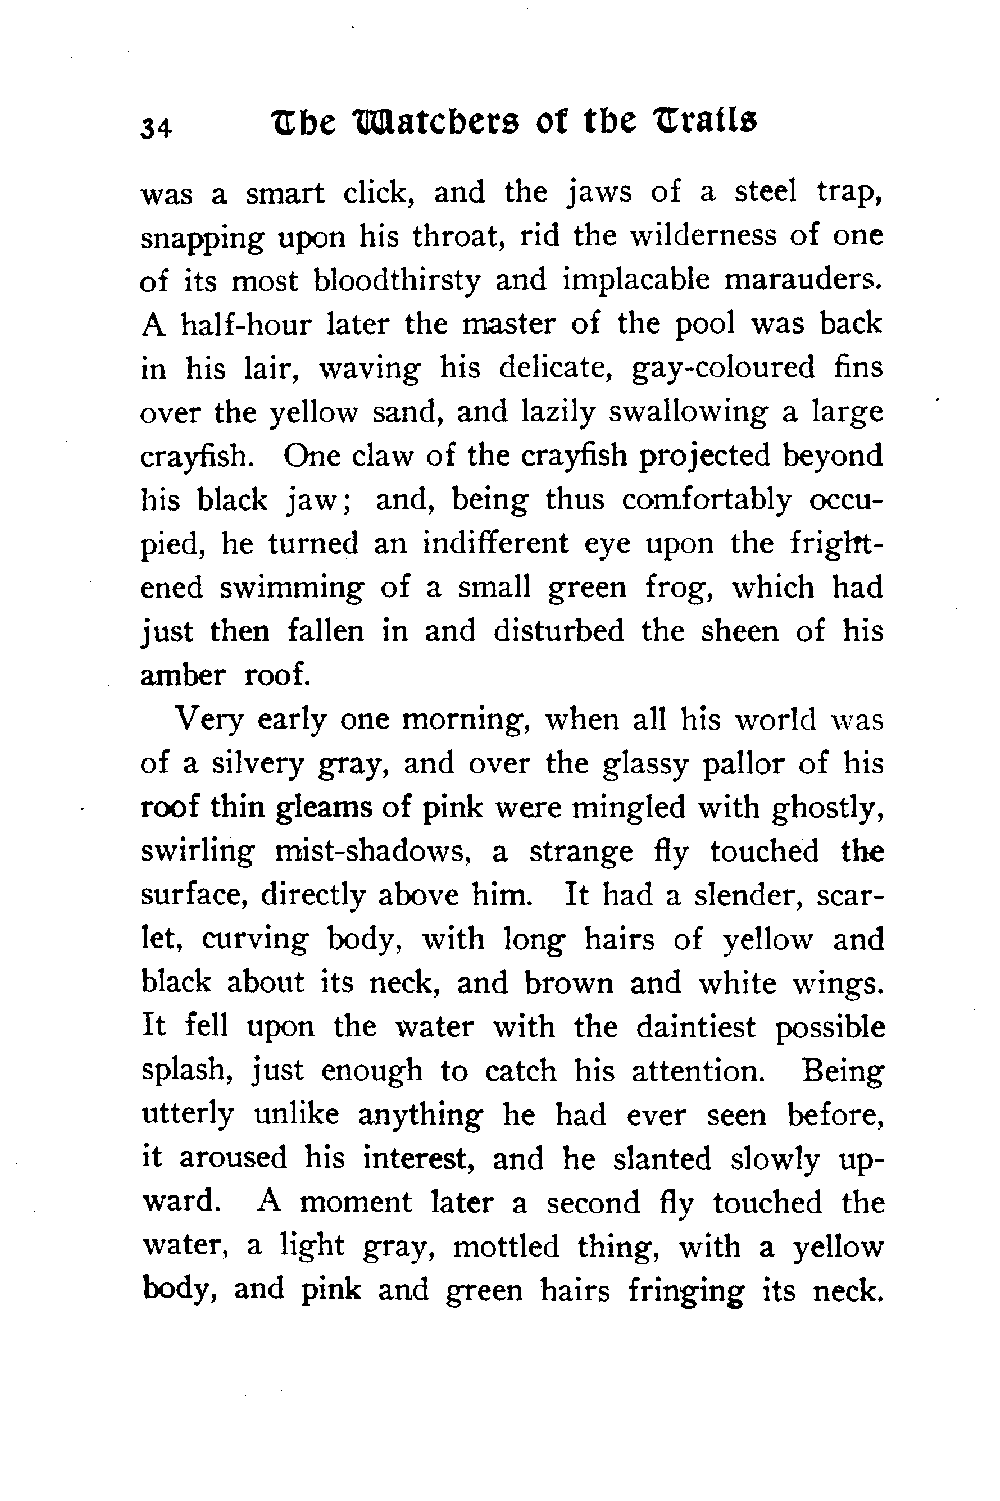 34 The Watchers of the Trails
was a smart click, and the jaws of a steel trap,
snapping upon his throat, rid the wilderness of one
of its most bloodthirsty and implacable marauders.
A half-hour later the master of the pool was back
in his lair, waving his delicate, gay-coloured fins
over the yellow sand, and lazily swallowing a large
crayfish. One claw of the crayfish projected beyond
his black jaw; and, being thus comfortably occu-
pied, he turned an indifferent eye upon the fright-
ened swimming of a small green frog, which had
just then fallen in and disturbed the sheen of his
amber roof.
Very early one morning, when all his world was
of a silvery gray, and over the glassy pallor of his
roof thin gleams of pink were mingled with ghostly,
swirling mist-shadows, a strange fly touched the
surface, directly above him. It had a slender, scar-
let, curving body, with long hairs of yellow and
black about its neck, and brown and white wings.
It fell upon the water with the daintiest possible
splash, just enough to catch his attention. Being
utterly unlike anything he had ever seen before,
it aroused his interest, and he slanted slowly up-
ward. A moment later a second fly touched the
water, a light gray, mottled thing, with a yellow
body, and pink and green hairs fringing its neck.